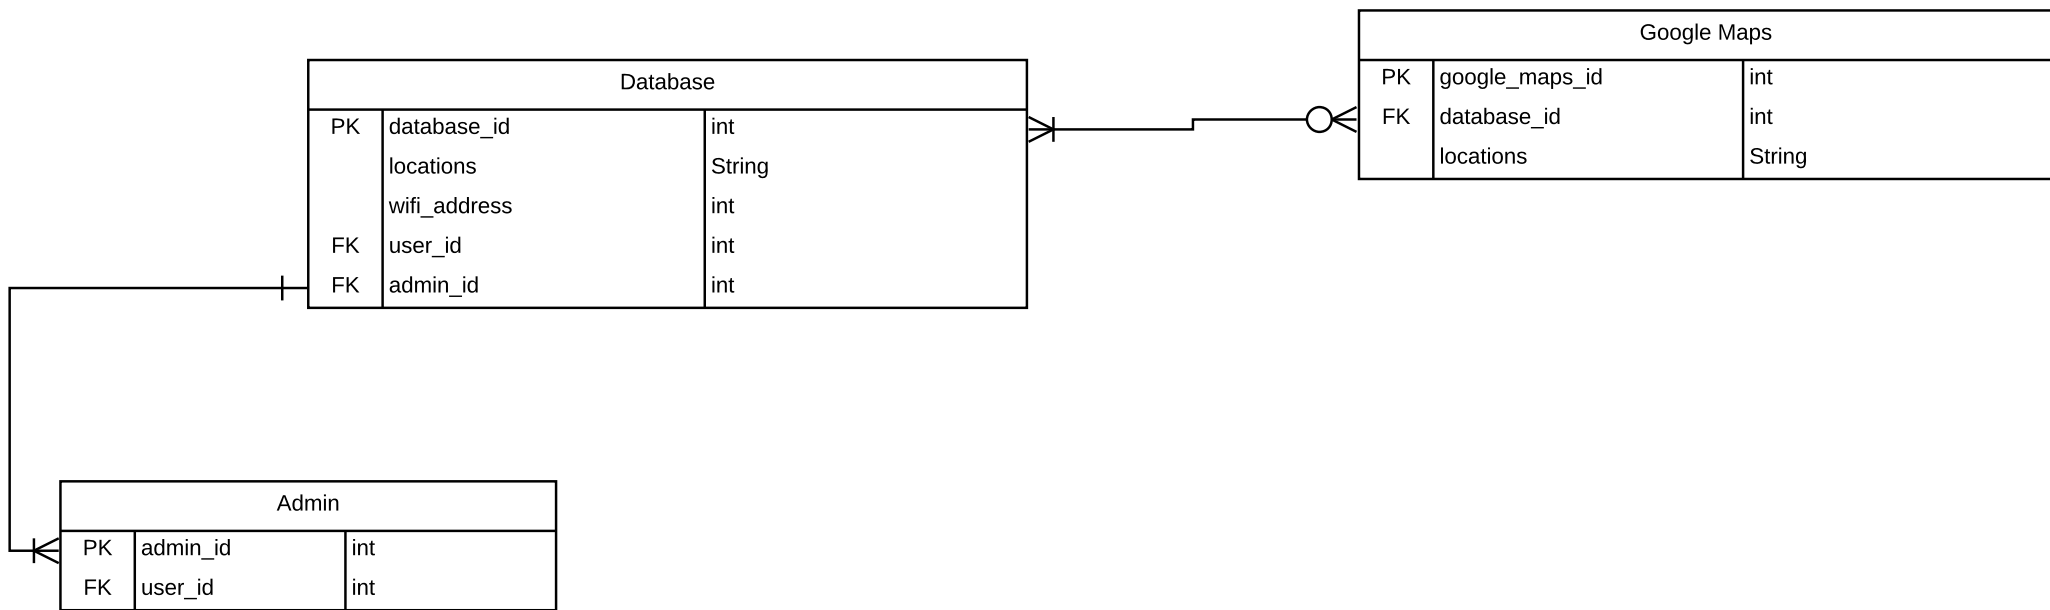 Google Maps
PK google_maps_id int
FK database_id int
locations String
Database
PK database_id int
locations String
wifi_address int
FK user_id int
FK admin_id int
Admin
PK admin_id int
FK user_id int